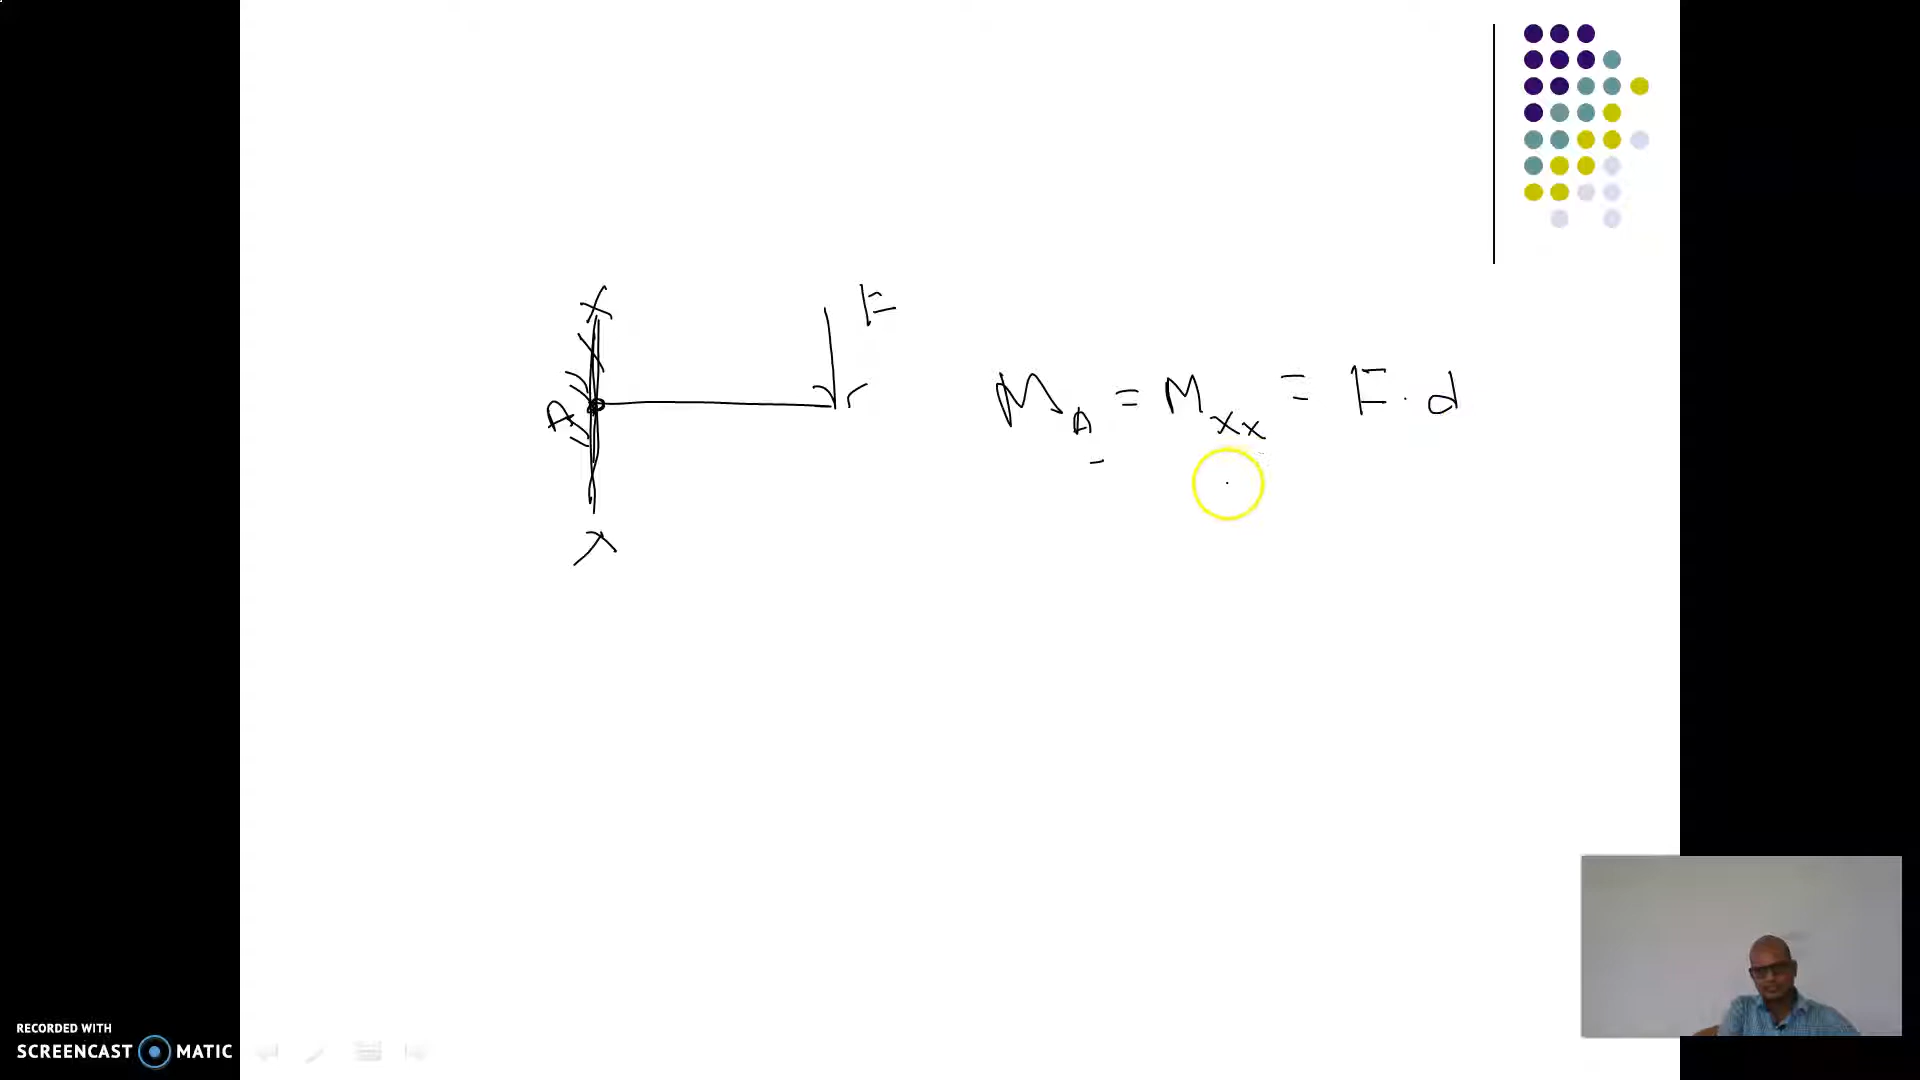 X
F
A
M_A = M_xx = F . d
X
RECORDED WITH
SCREENCAST MATIC